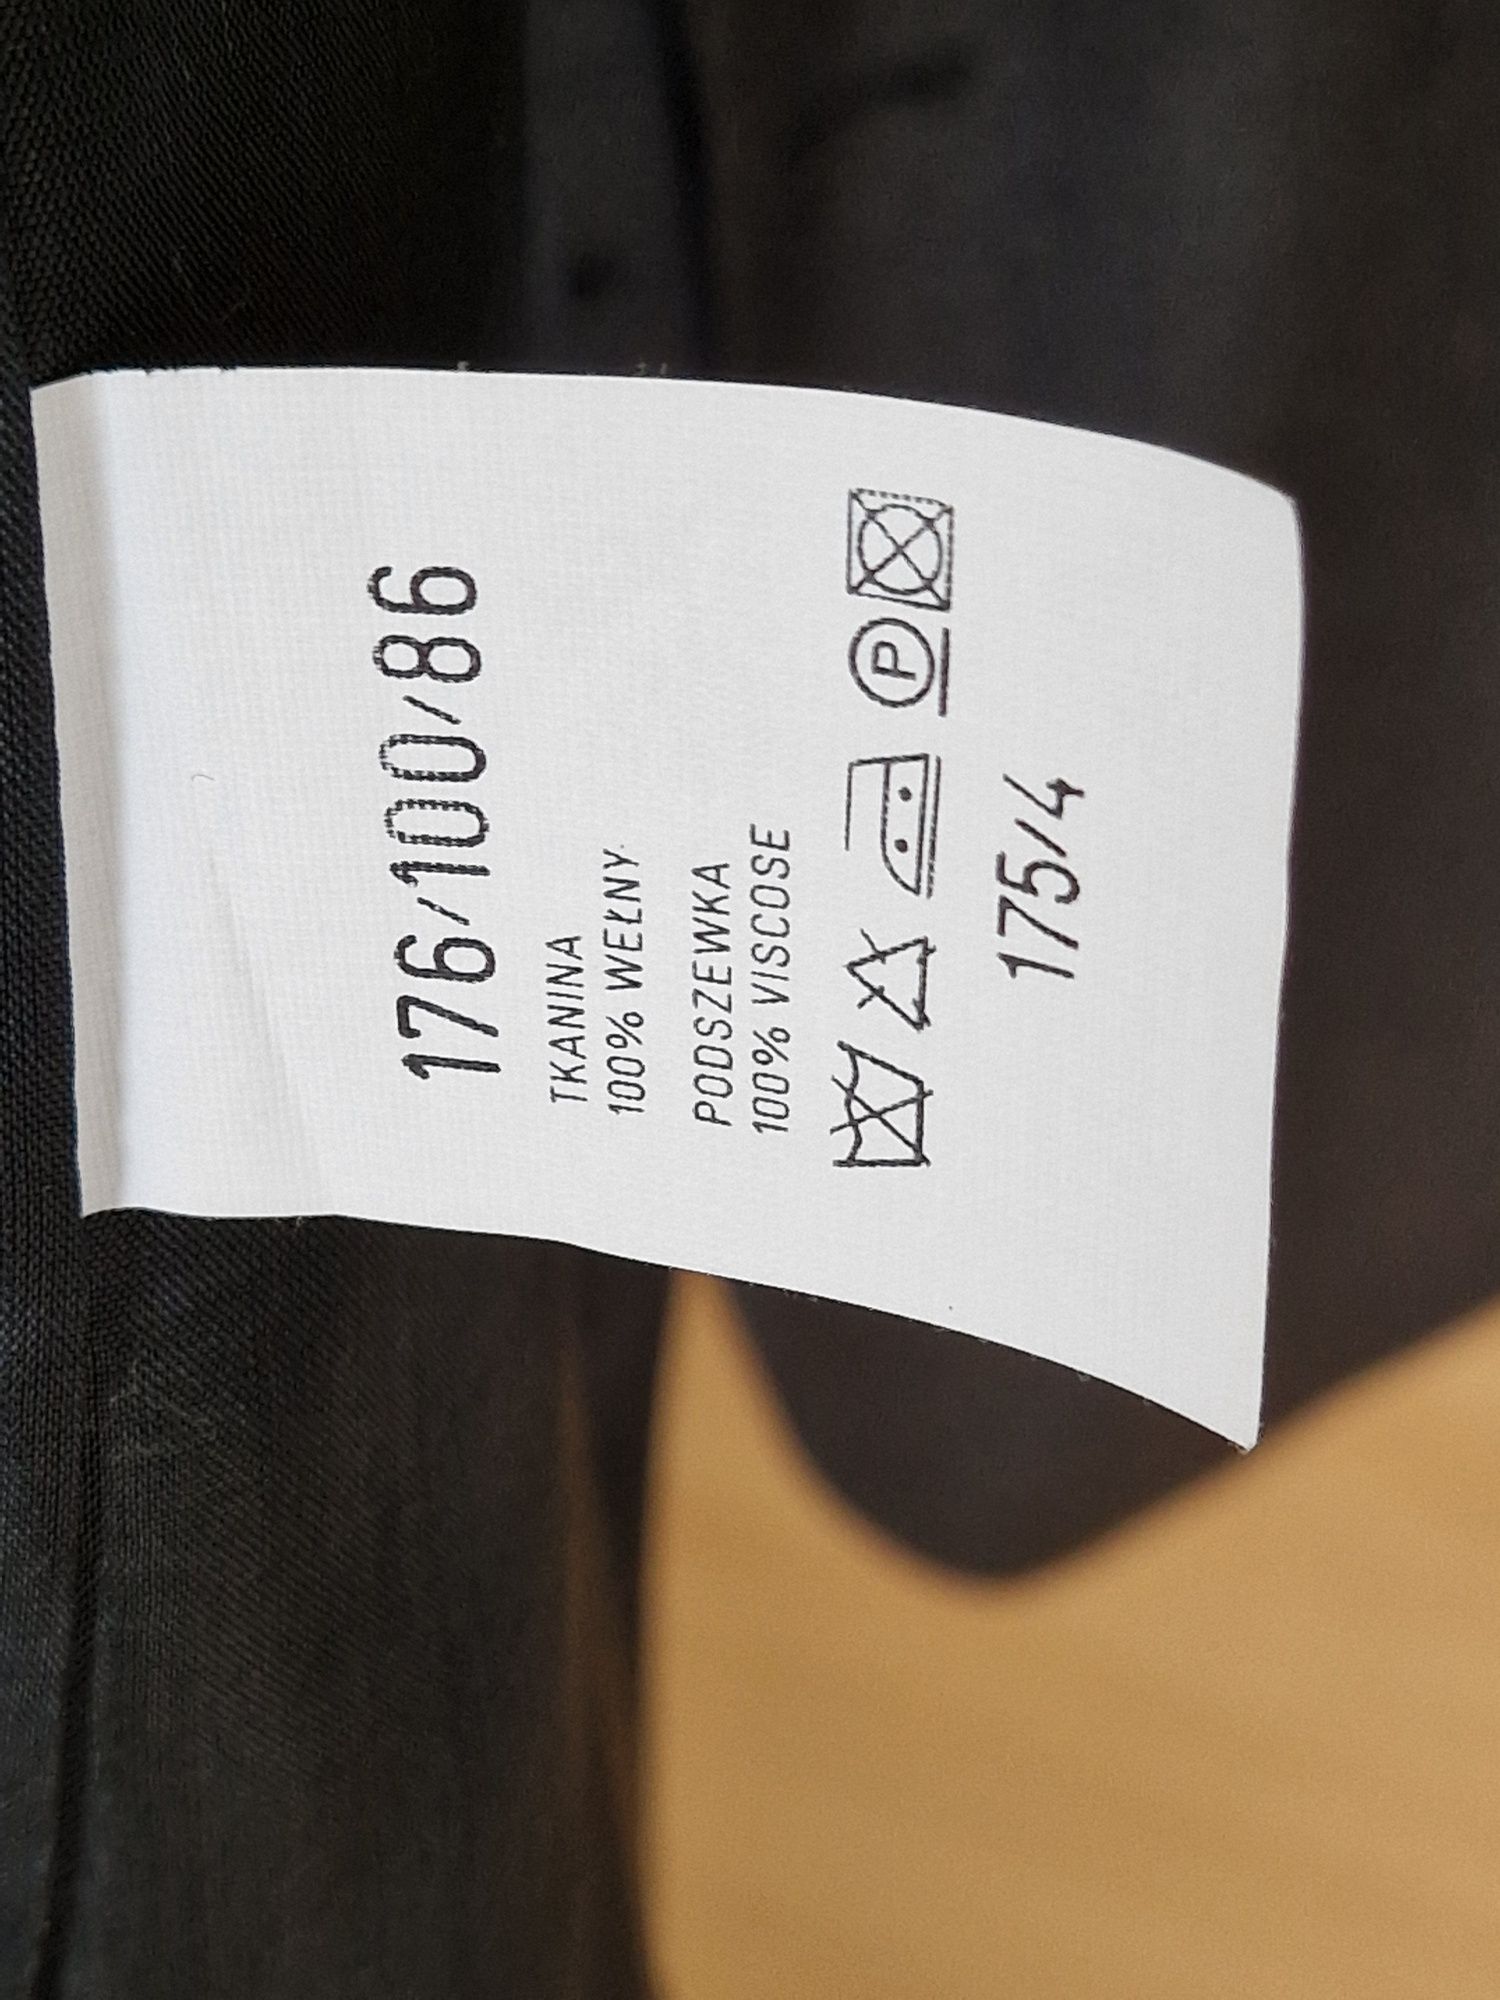 176/100/86
TKANINA
100% WEŁNY
PODSZEWKA
100% VISCOSE
P
175/4